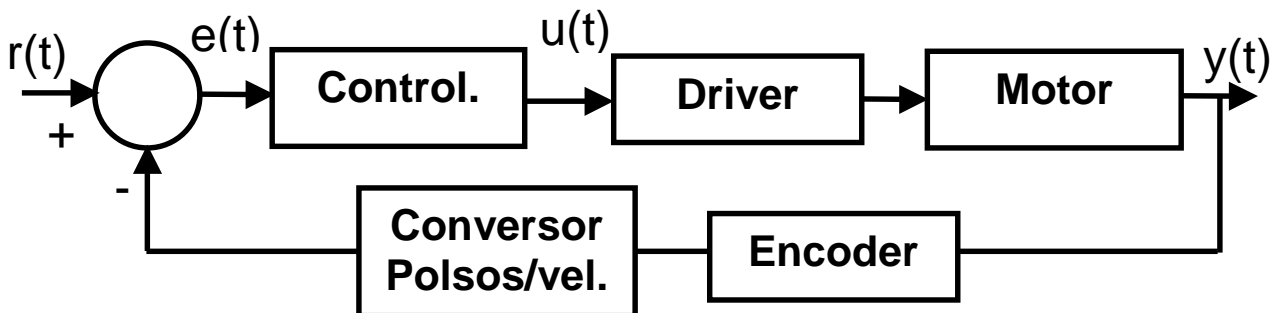 r(t)
+
-
e(t)
Control.
u(t)
Driver
Motor
y(t)
Conversor
Polsos/vel.
Encoder